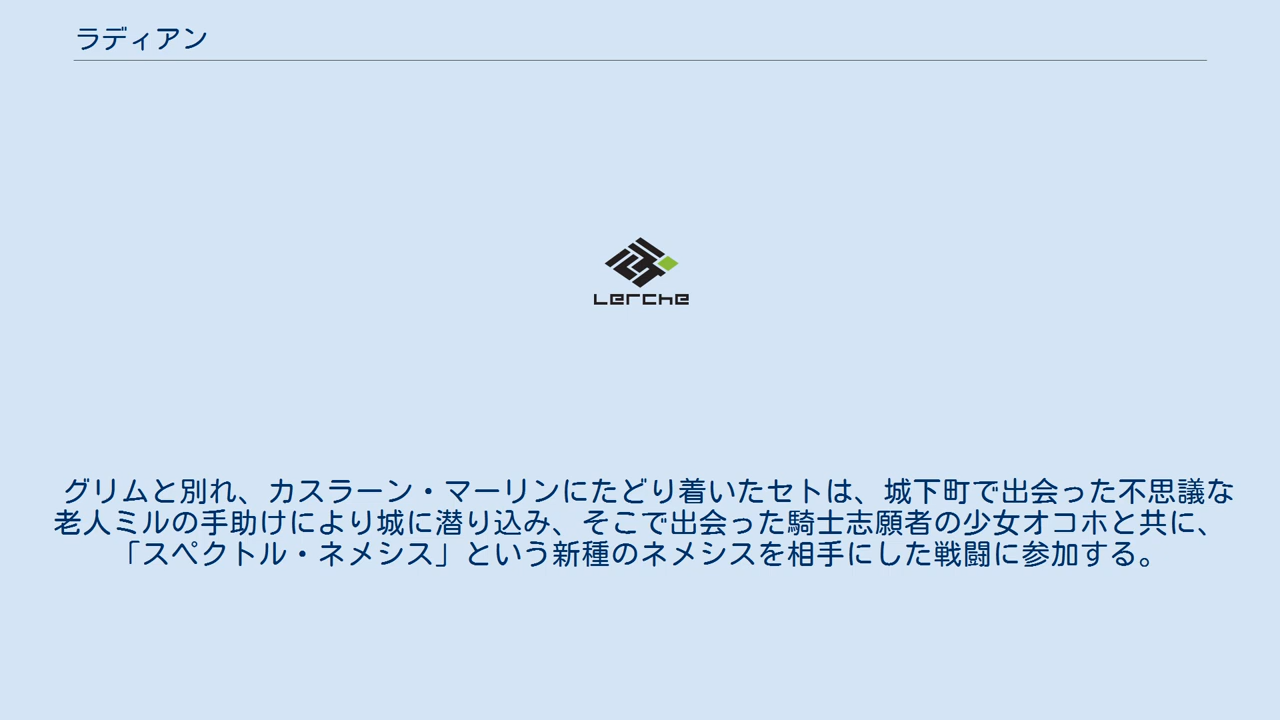 ラディアン
Lerche
グリムと別れ、カスラーン・マーリンにたどり着いたセトは、城下町で出会った不思議な
老人ミルの手助けにより城に潜り込み、そこで出会った騎士志願者の少女オコホと共に、
「スペクトル・ネメシス」という新種のネメシスを相手にした戦闘に参加する。